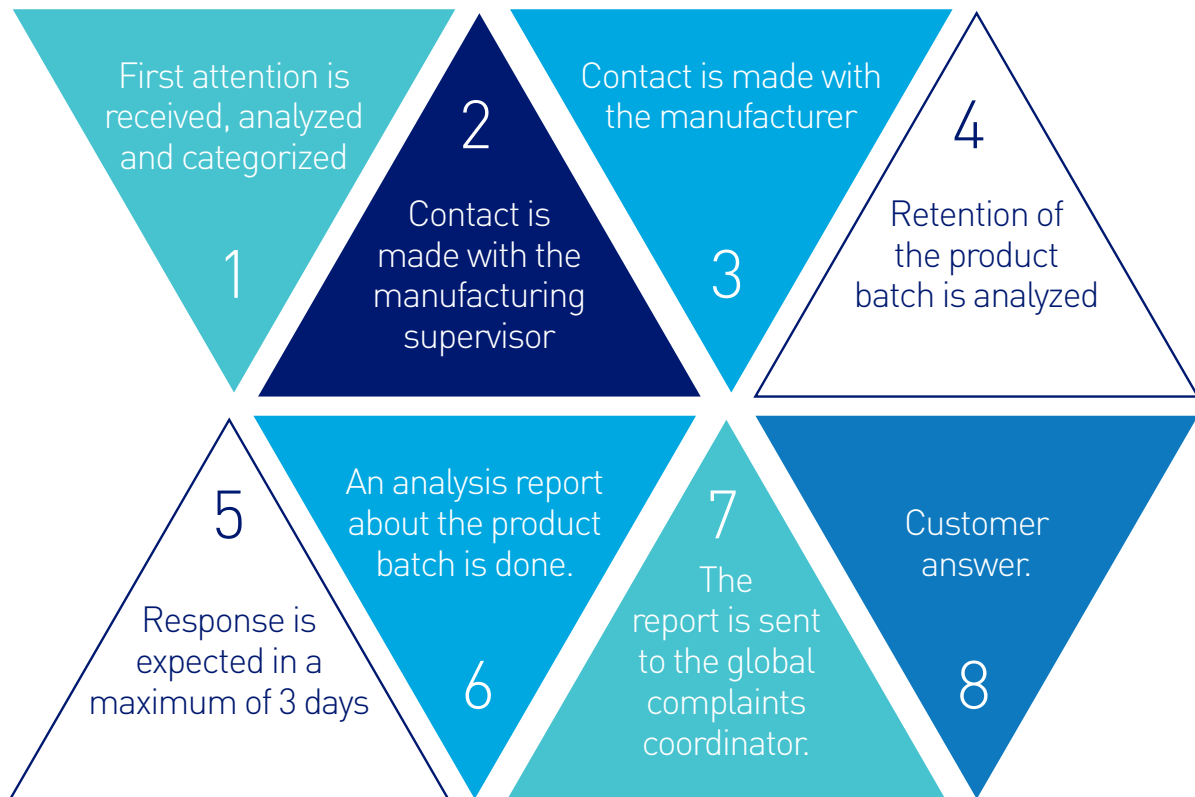 First attention is
received, analyzed
and categorized
1
2
Contact is
made with the
manufacturing
supervisor
Contact is made with
the manufacturer
3
4
Retention of
the product
batch is analyzed
5
Response is
expected in a
maximum of 3 days
An analysis report
about the product
batch is done.
6
7
The
report is sent
to the global
complaints
coordinator.
Customer
answer.
8